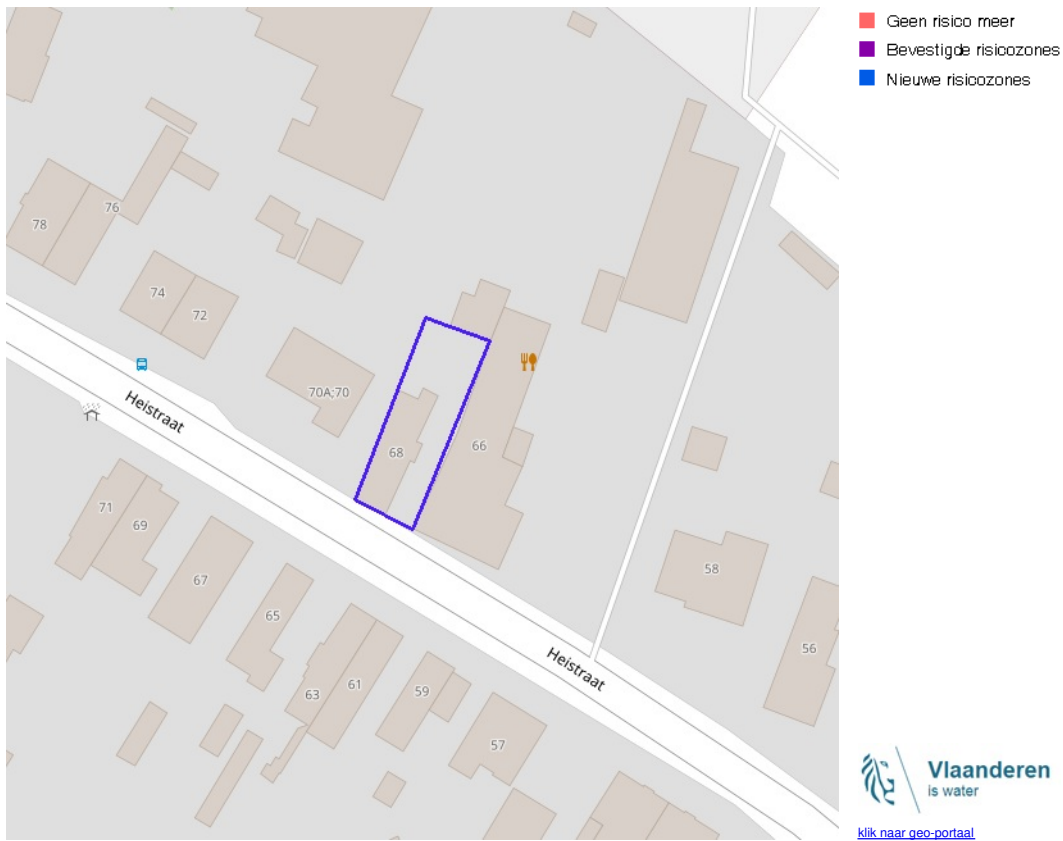 Geen risico meer
Bevestigde risicozones
Nieuwe risicozones
78
76
74
72
70A;70
68
66
Heistraat
71
69
67
65
63
61
59
57
58
56
Heistraat
Vlaanderen
is water
klik naar geo-portaal